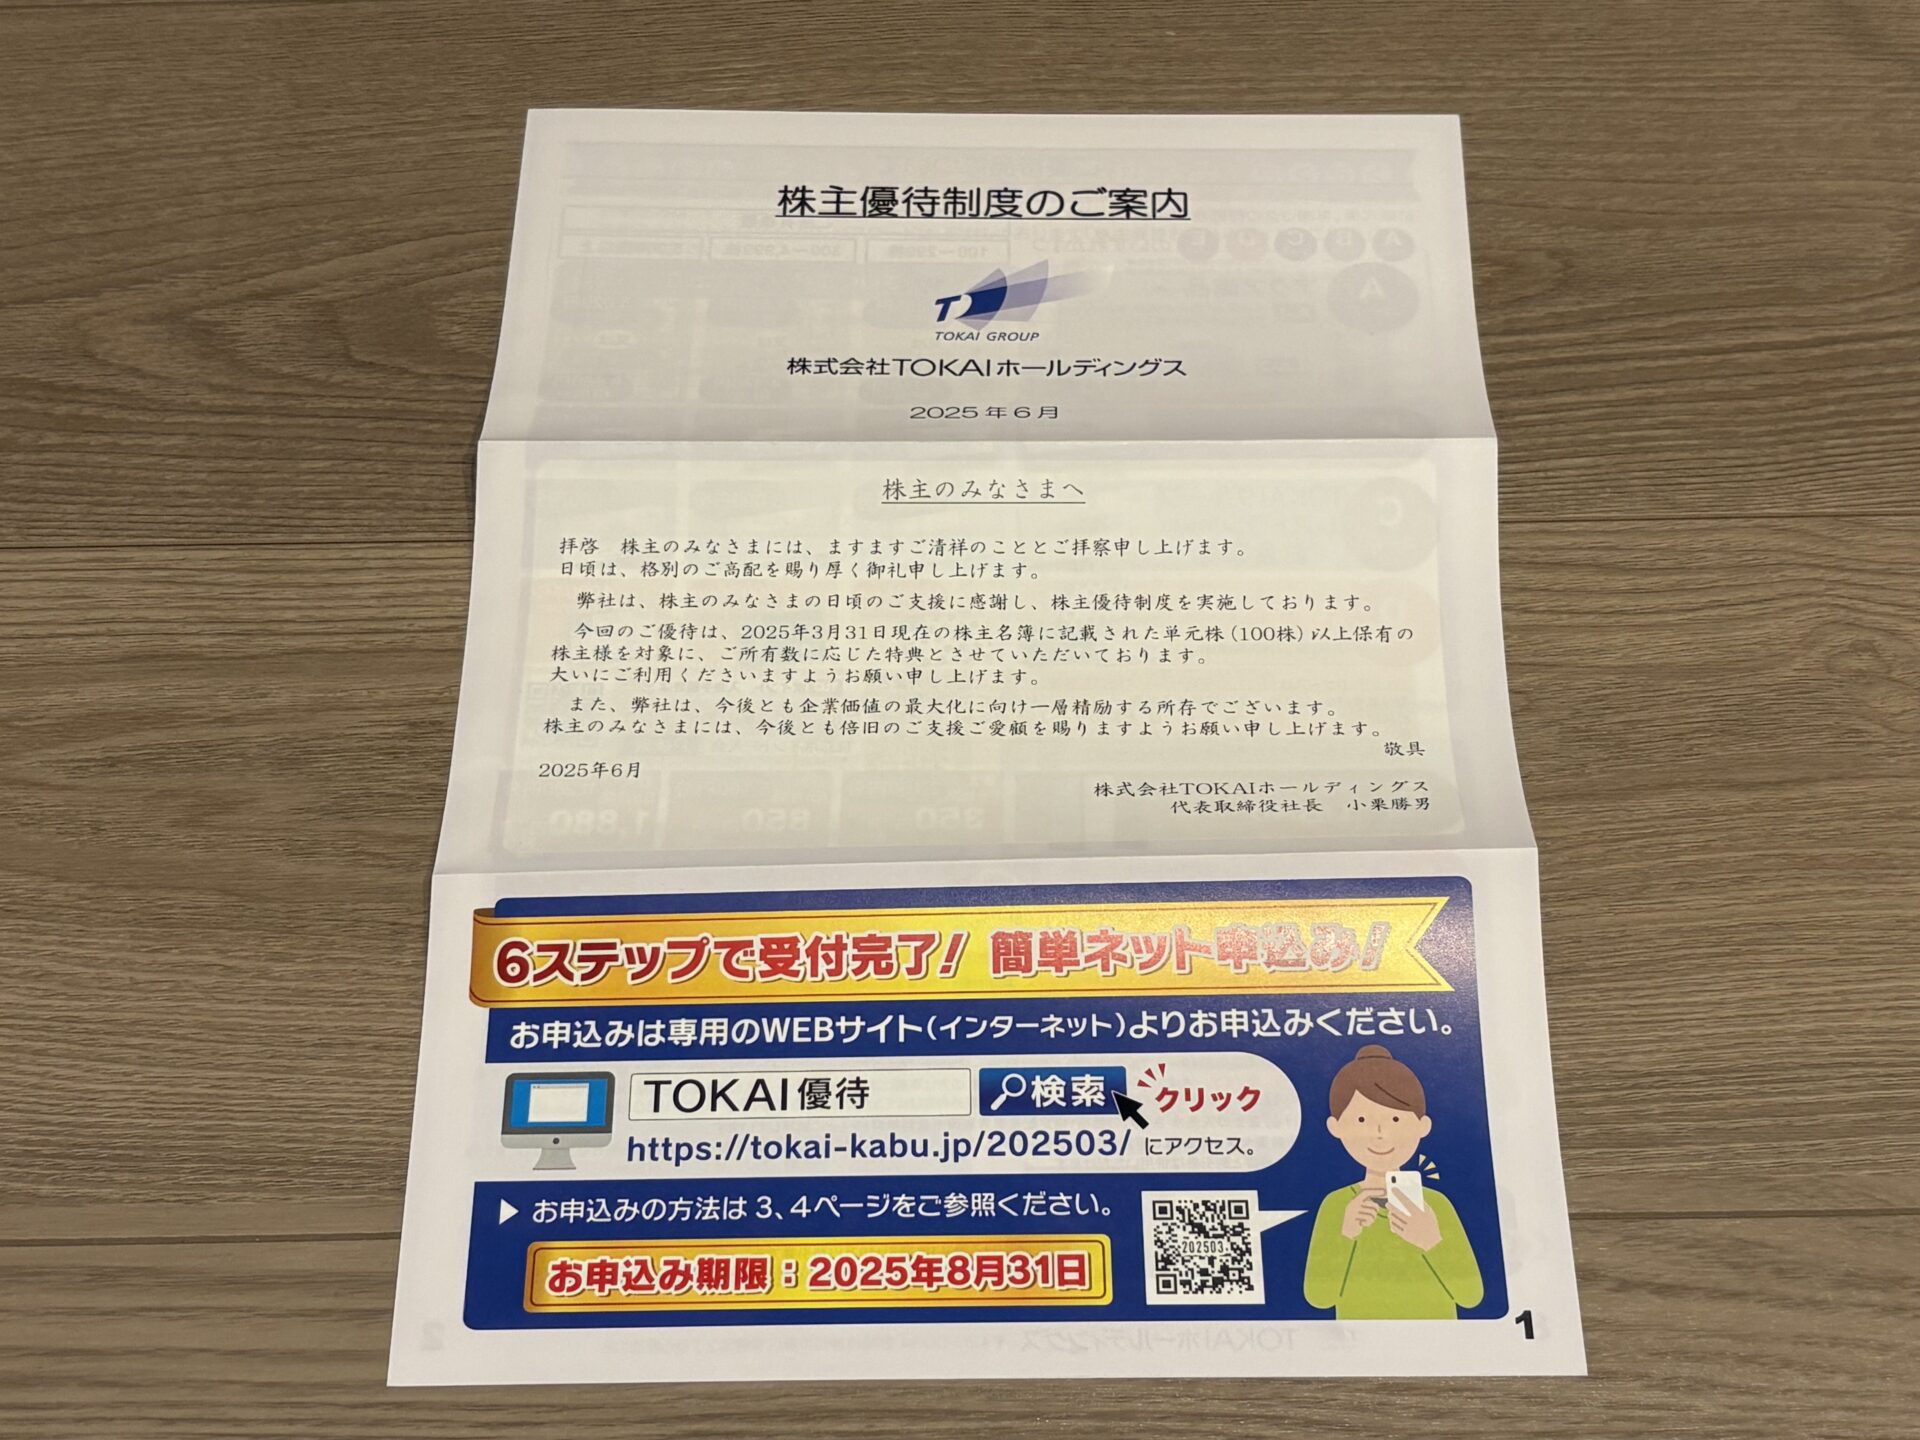 株主優待制度のご案内
TOKAI GROUP
株式会社TOKAIホールディングス
2025年6月
株主のみなさまへ
拝啓　株主のみなさまには、ますますご清祥のこととご拝察申し上げます。
日頃は、格別のご高配を賜り厚く御礼申し上げます。
弊社は、株主のみなさまの日頃のご支援に感謝し、株主優待制度を実施しております。
今回のご優待は、2025年3月31日現在の株主名簿に記載された単元株(100株)以上保有の
株主様を対象に、ご所有数に応じた特典とさせていただいております。
大いにご利用くださいますようお願い申し上げます。
また、弊社は、今後とも企業価値の最大化に向け一層精励する所存でございます。
株主のみなさまには、今後とも倍旧のご支援ご愛顧を賜りますようお願い申し上げます。
敬具
2025年6月
株式会社TOKAIホールディングス
代表取締役社長　小栗勝男
6ステップで受付完了! 簡単ネット申込み!
お申込みは専用のWEBサイト(インターネット)よりお申込みください。
TOKAI優待 検索 クリック
https://tokai-kabu.jp/202503/ にアクセス。
▶ お申込みの方法は3、4ページをご参照ください。
202503
お申込み期限：2025年8月31日
1